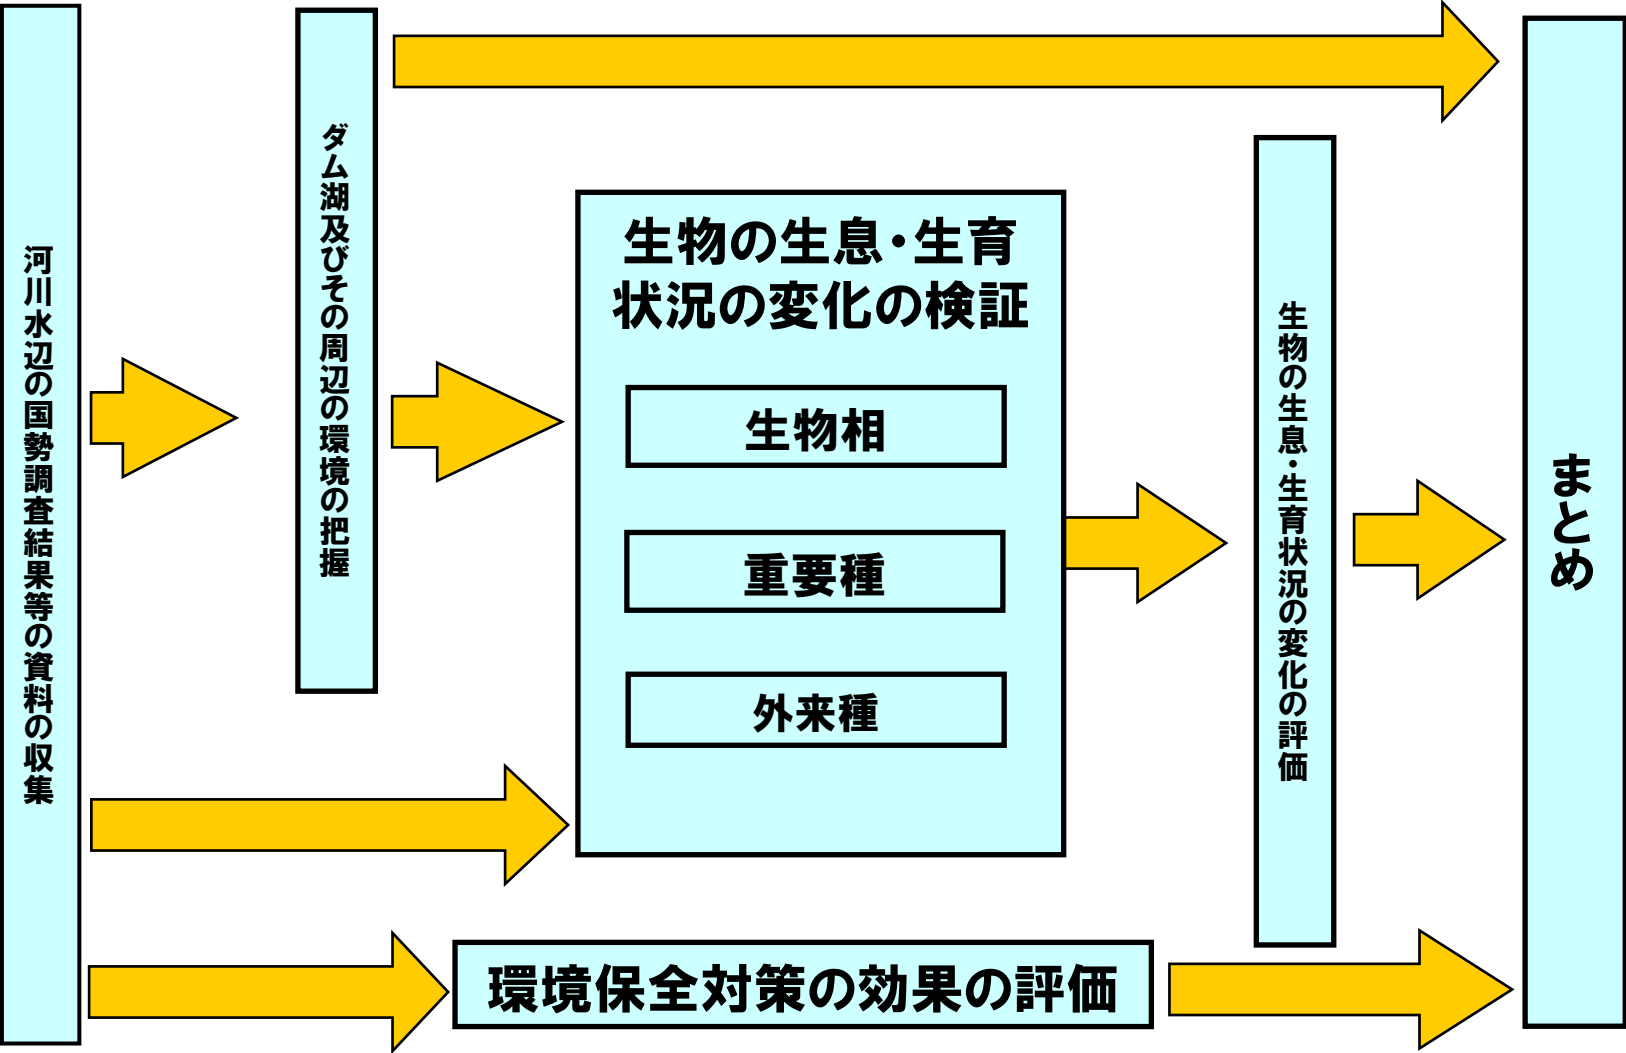 河川水辺の国勢調査結果等の資料の収集
ダム湖及びその周辺の環境の把握
生物の生息・生育
状況の変化の検証
生物相
重要種
外来種
生物の生息・生育状況の変化の評価
環境保全対策の効果の評価
まとめ